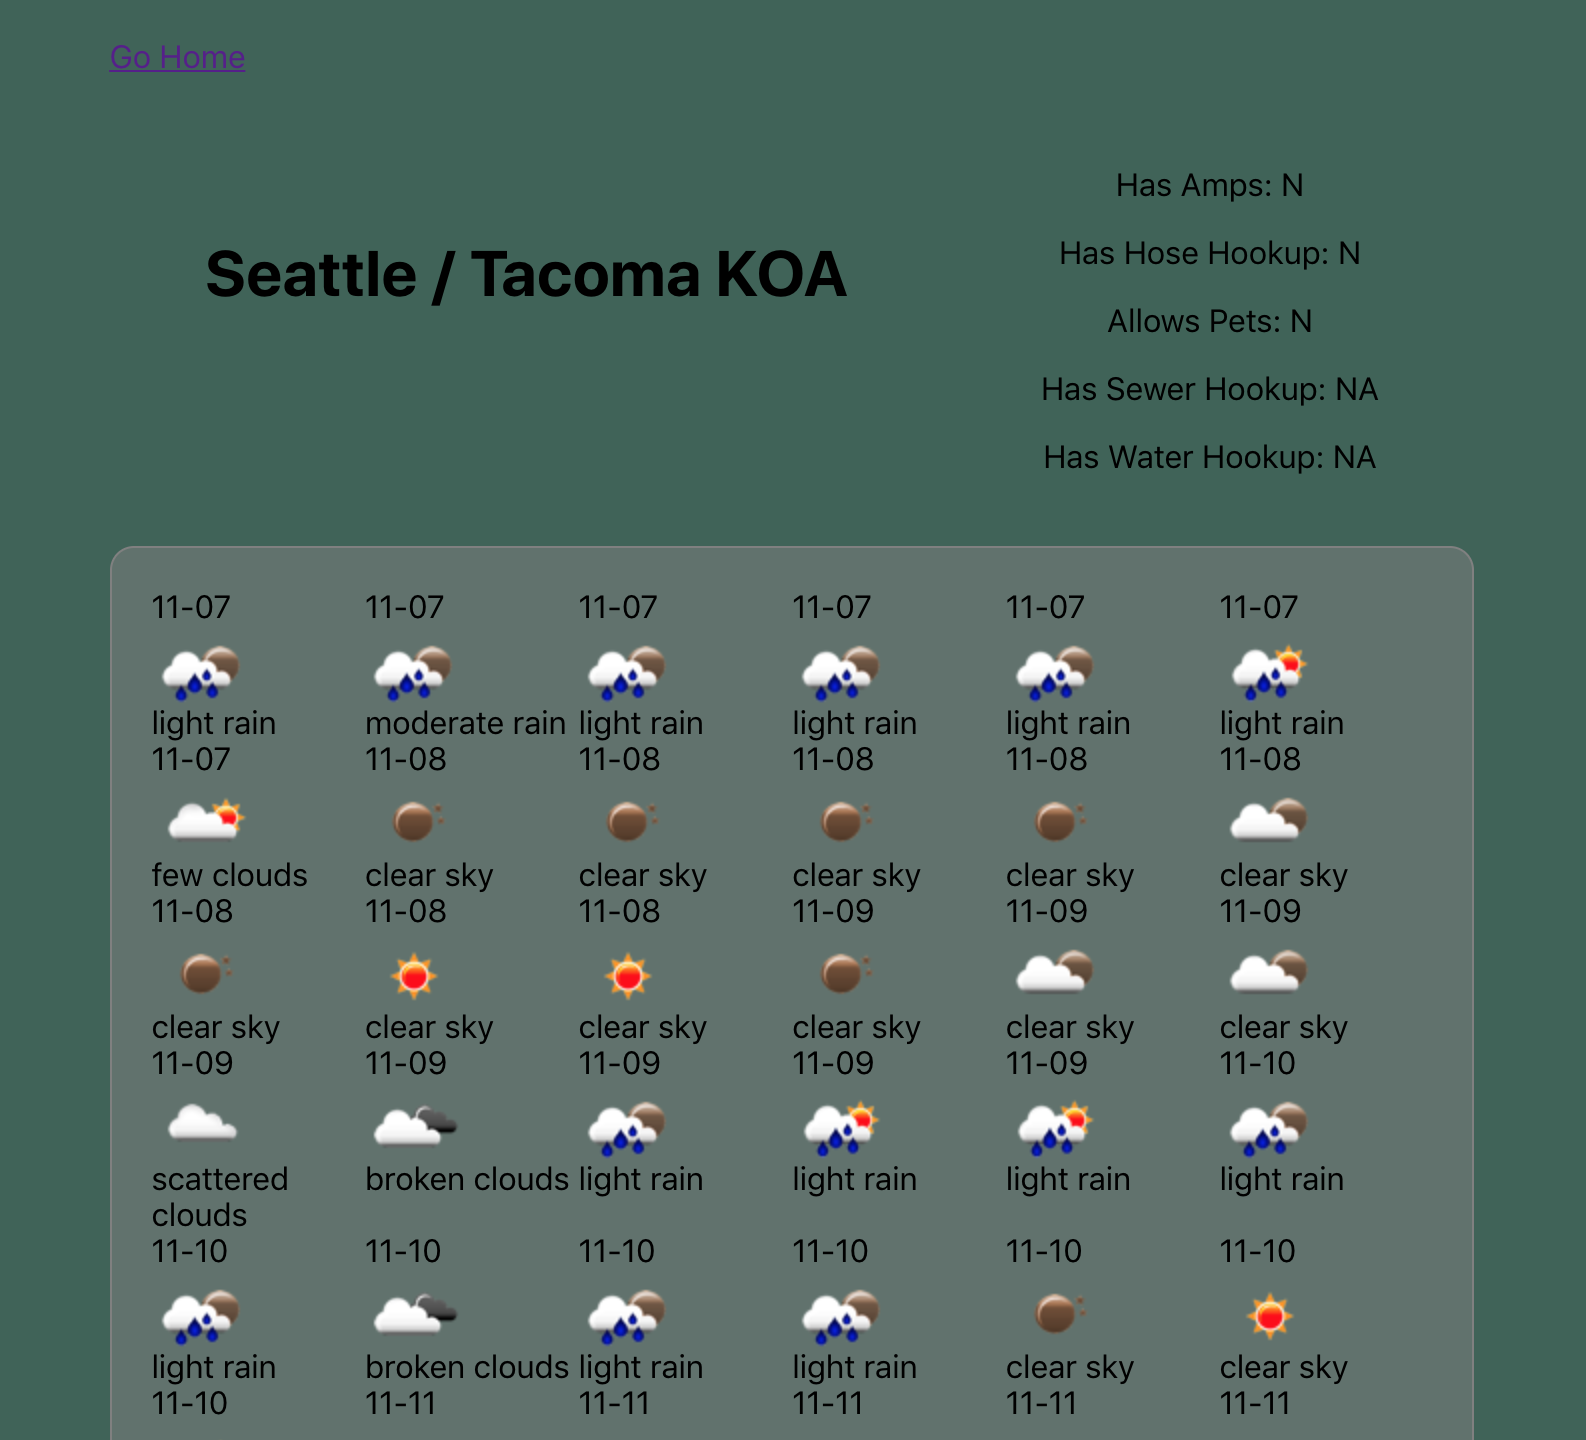 Go Home
Seattle / Tacoma KOA
Has Amps: N
Has Hose Hookup: N
Allows Pets: N
Has Sewer Hookup: NA
Has Water Hookup: NA
11-07 11-07 11-07 11-07 11-07 11-07
light rain moderate rain light rain light rain light rain light rain
11-07 11-08 11-08 11-08 11-08 11-08
few clouds clear sky clear sky clear sky clear sky clear sky
11-08 11-08 11-08 11-09 11-09 11-09
clear sky clear sky clear sky clear sky clear sky clear sky
11-09 11-09 11-09 11-09 11-09 11-10
scattered broken clouds light rain light rain light rain light rain
clouds
11-10 11-10 11-10 11-10 11-10 11-10
light rain broken clouds light rain light rain clear sky clear sky
11-10 11-11 11-11 11-11 11-11 11-11